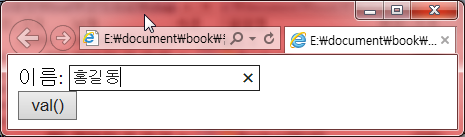 E:₩document₩book₩
E:₩document₩book₩...
이름: 홍길동
val()